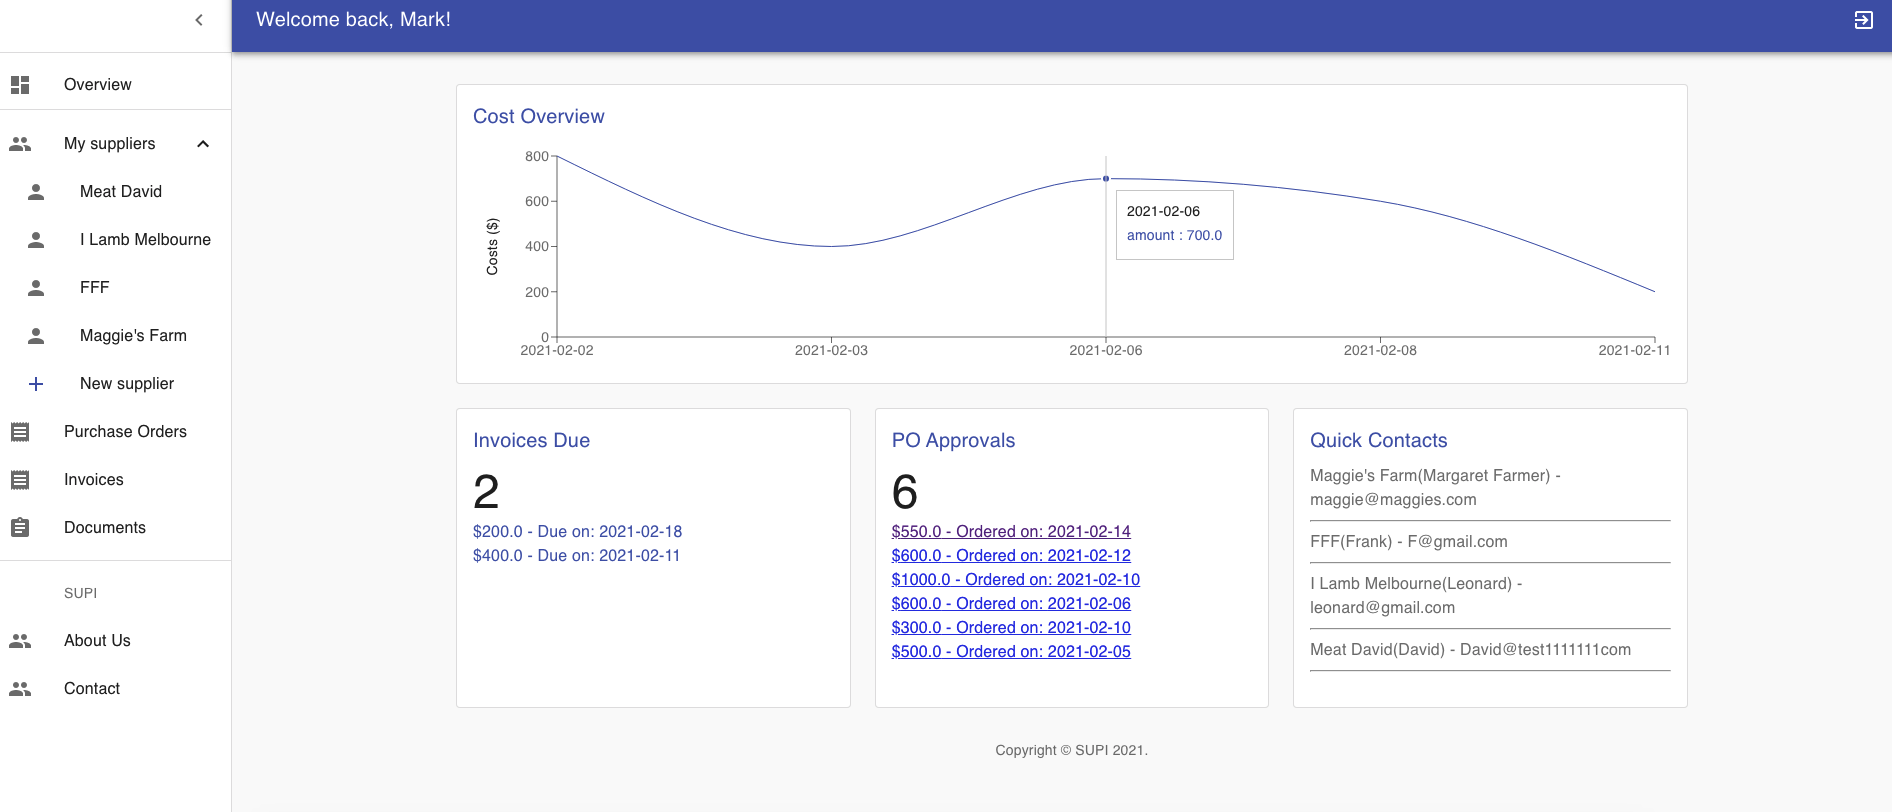 Welcome back, Mark!
Overview
My suppliers
Meat David
I Lamb Melbourne
FFF
Maggie's Farm
New supplier
Purchase Orders
Invoices
Documents
SUPI
About Us
Contact
Cost Overview
Costs ($)
800
600
400
200
0
2021-02-02
2021-02-03
2021-02-06
2021-02-08
2021-02-11
2021-02-06
amount : 700.0
Invoices Due
2
$200.0 - Due on: 2021-02-18
$400.0 - Due on: 2021-02-11
PO Approvals
6
$550.0 - Ordered on: 2021-02-14
$600.0 - Ordered on: 2021-02-12
$1000.0 - Ordered on: 2021-02-10
$600.0 - Ordered on: 2021-02-06
$300.0 - Ordered on: 2021-02-10
$500.0 - Ordered on: 2021-02-05
Quick Contacts
Maggie's Farm(Margaret Farmer) -
maggie@maggies.com
FFF(Frank) - F@gmail.com
I Lamb Melbourne(Leonard) -
leonard@gmail.com
Meat David(David) - David@test1111111com
Copyright © SUPI 2021.